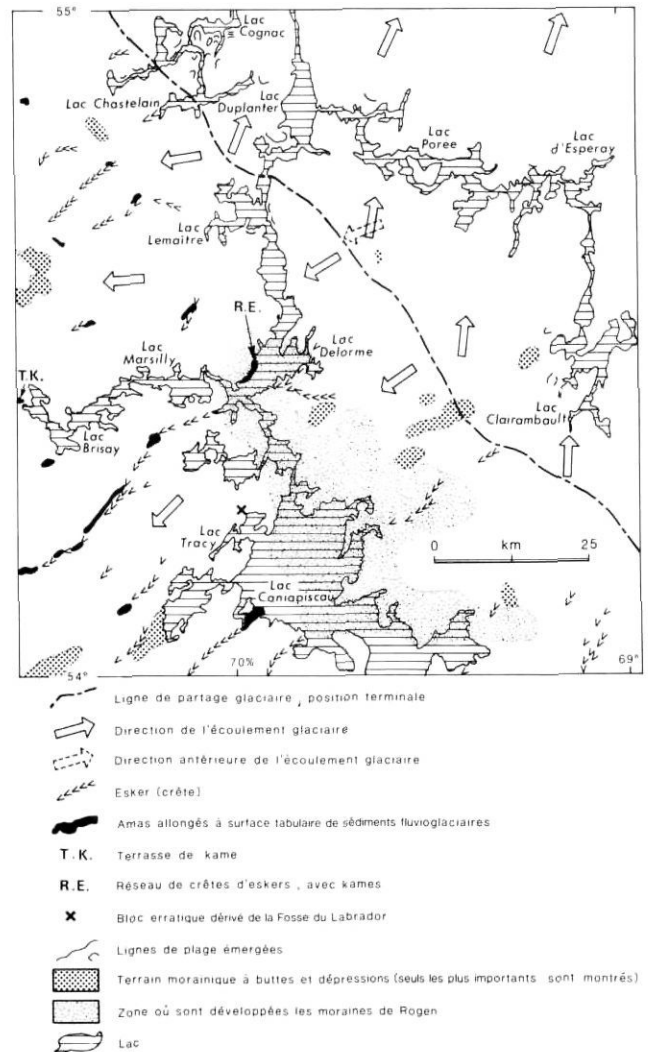 55°
Lac
Cognac
Lac Chastelain
Lac
Duplanter
Lac
Porée
Lac
d'Esperay
Lac
Lemaître
R.E.
Lac
Delorme
Lac
Marsilly
T.K.
Lac
Brisay
Lac
Clairambault
Lac
Tracy
0 km 25
Lac
Caniapiscau
54°
70%
69°
Ligne de partage glaciaire, position terminale
Direction de l'écoulement glaciaire
Direction antérieure de l'écoulement glaciaire
Esker (crête)
Amas allongés à surface tabulaire de sédiments fluvioglaciaires
T.K. Terrasse de kame
R.E. Réseau de crêtes d'eskers, avec kames
Bloc erratique dérivé de la Fosse du Labrador
Lignes de plage émergées
Terrain morainique à buttes et dépressions (seuls les plus importants sont montrés)
Zone où sont développées les moraines de Rogen
Lac